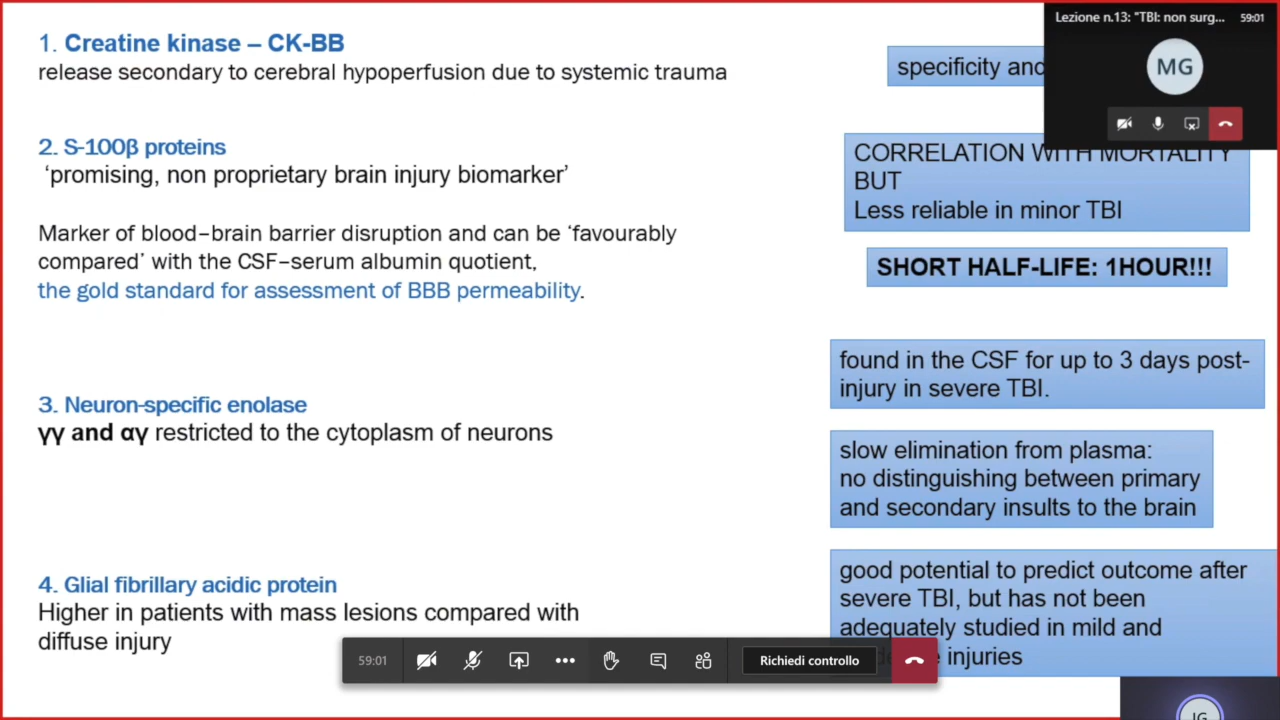 1. Creatine kinase – CK-BB
release secondary to cerebral hypoperfusion due to systemic trauma
specificity and
2. S-100β proteins
‘promising, non proprietary brain injury biomarker’
CORRELATION WITH MORTALITY
BUT
Less reliable in minor TBI
Marker of blood–brain barrier disruption and can be ‘favourably
compared’ with the CSF–serum albumin quotient,
the gold standard for assessment of BBB permeability.
SHORT HALF-LIFE: 1HOUR!!!
3. Neuron-specific enolase
γγ and αγ restricted to the cytoplasm of neurons
found in the CSF for up to 3 days post-
injury in severe TBI.
slow elimination from plasma:
no distinguishing between primary
and secondary insults to the brain
4. Glial fibrillary acidic protein
Higher in patients with mass lesions compared with
diffuse injury
good potential to predict outcome after
severe TBI, but has not been
adequately studied in mild and
injuries
Lezione n.13: "TBI: non surg... 59:01
MG
59:01
Richiedi controllo
JG